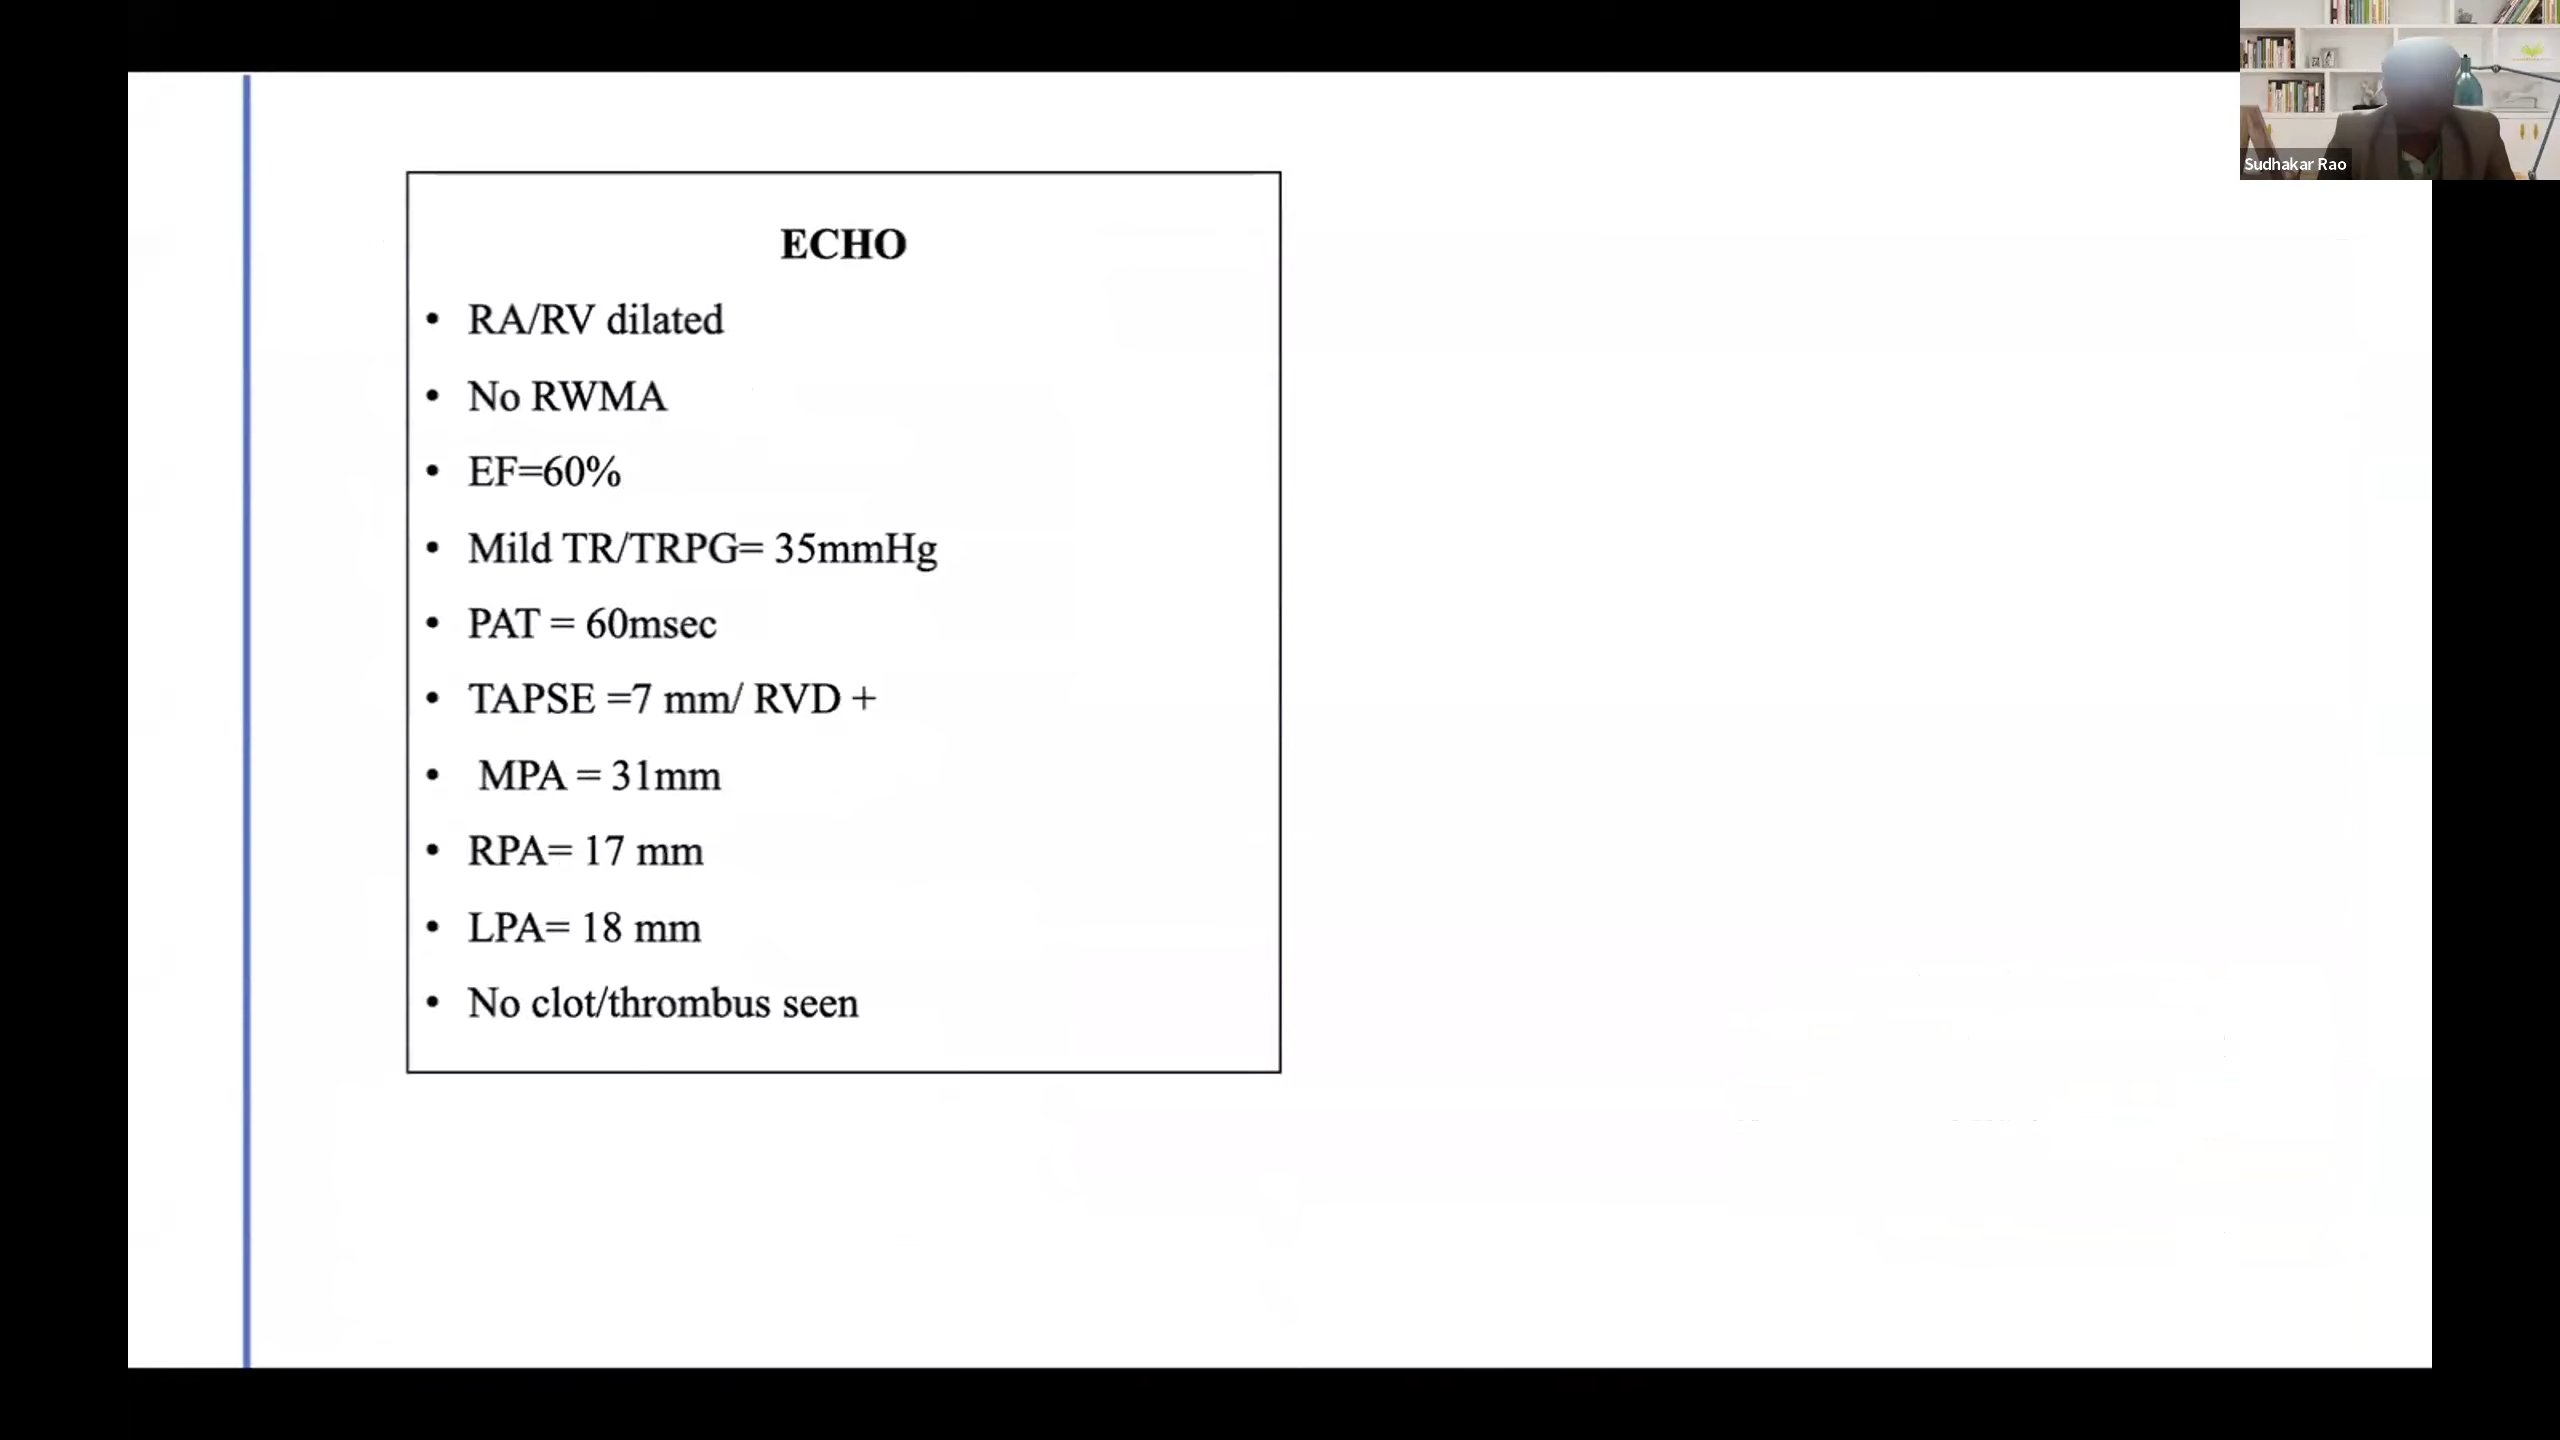 Sudhakar Rao
ECHO
• RA/RV dilated
• No RWMA
• EF=60%
• Mild TR/TRPG= 35mmHg
• PAT = 60msec
• TAPSE =7 mm/ RVD +
• MPA = 31mm
• RPA= 17 mm
• LPA= 18 mm
• No clot/thrombus seen